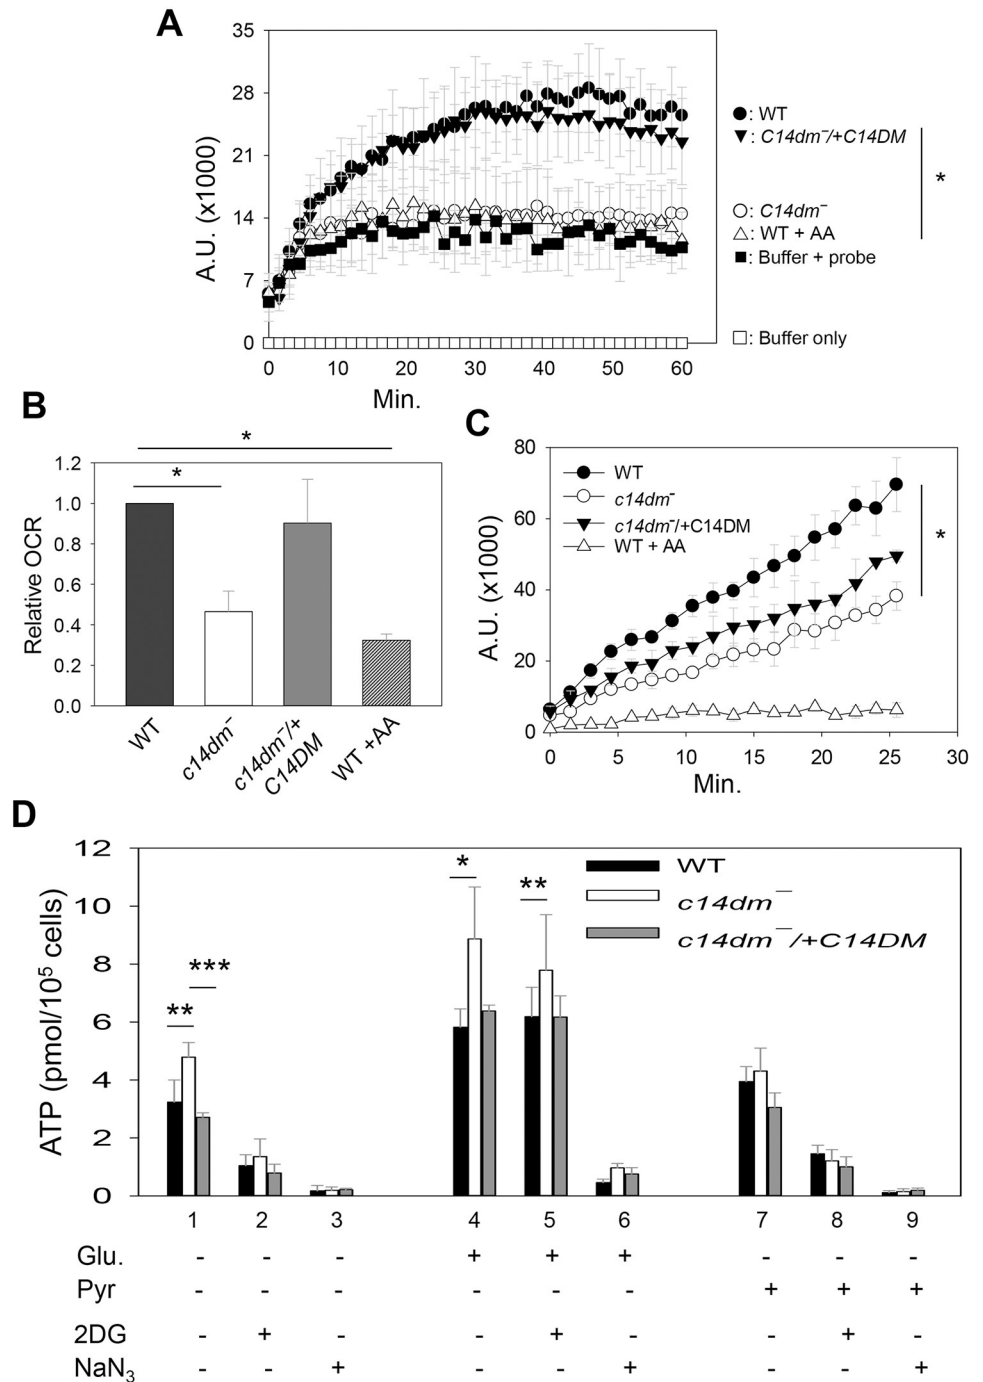 A
A.U. (x1000)
35
28
21
14
7
0
0 10 20 30 40 50 60
Min.
: WT
: C14dm⁻/+C14DM
*
: C14dm⁻
: WT + AA
: Buffer + probe
: Buffer only
B
Relative OCR
1.2
1.0
0.8
0.6
0.4
0.2
0.0
*
*
WT
c14dm⁻
c14dm⁻/+
C14DM
WT +AA
C
A.U. (x1000)
80
60
40
20
0
WT
c14dm⁻
c14dm⁻/+C14DM
WT + AA
*
0 5 10 15 20 25 30
Min.
D
ATP (pmol/10⁵ cells)
12
10
8
6
4
2
0
WT
c14dm⁻
c14dm⁻/+C14DM
** *** * **
1 2 3 4 5 6 7 8 9
Glu. - - - + + + - - -
Pyr - - - - - - + + +
2DG - + - - + - - + -
NaN₃ - - + - - + - - +